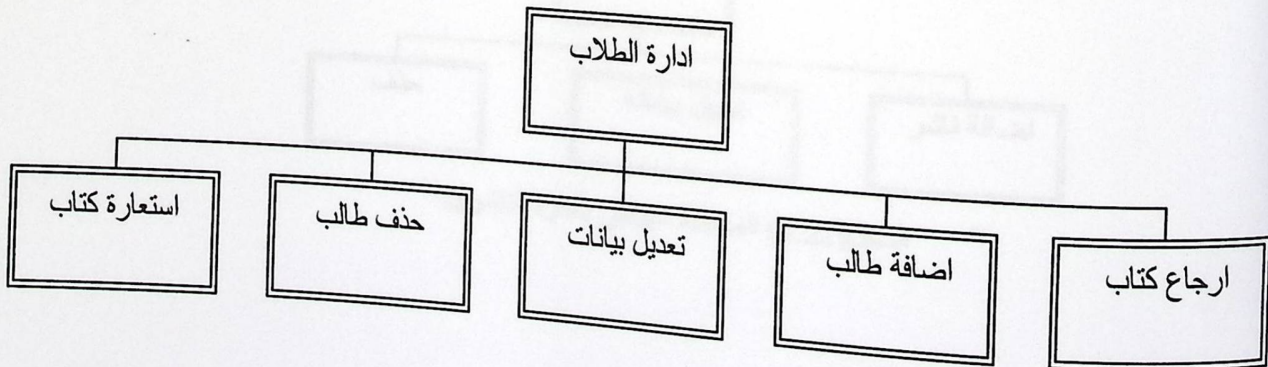 ادارة الطلاب
ارجاع كتاب
اضافة طالب
تعديل بيانات
حذف طالب
استعارة كتاب